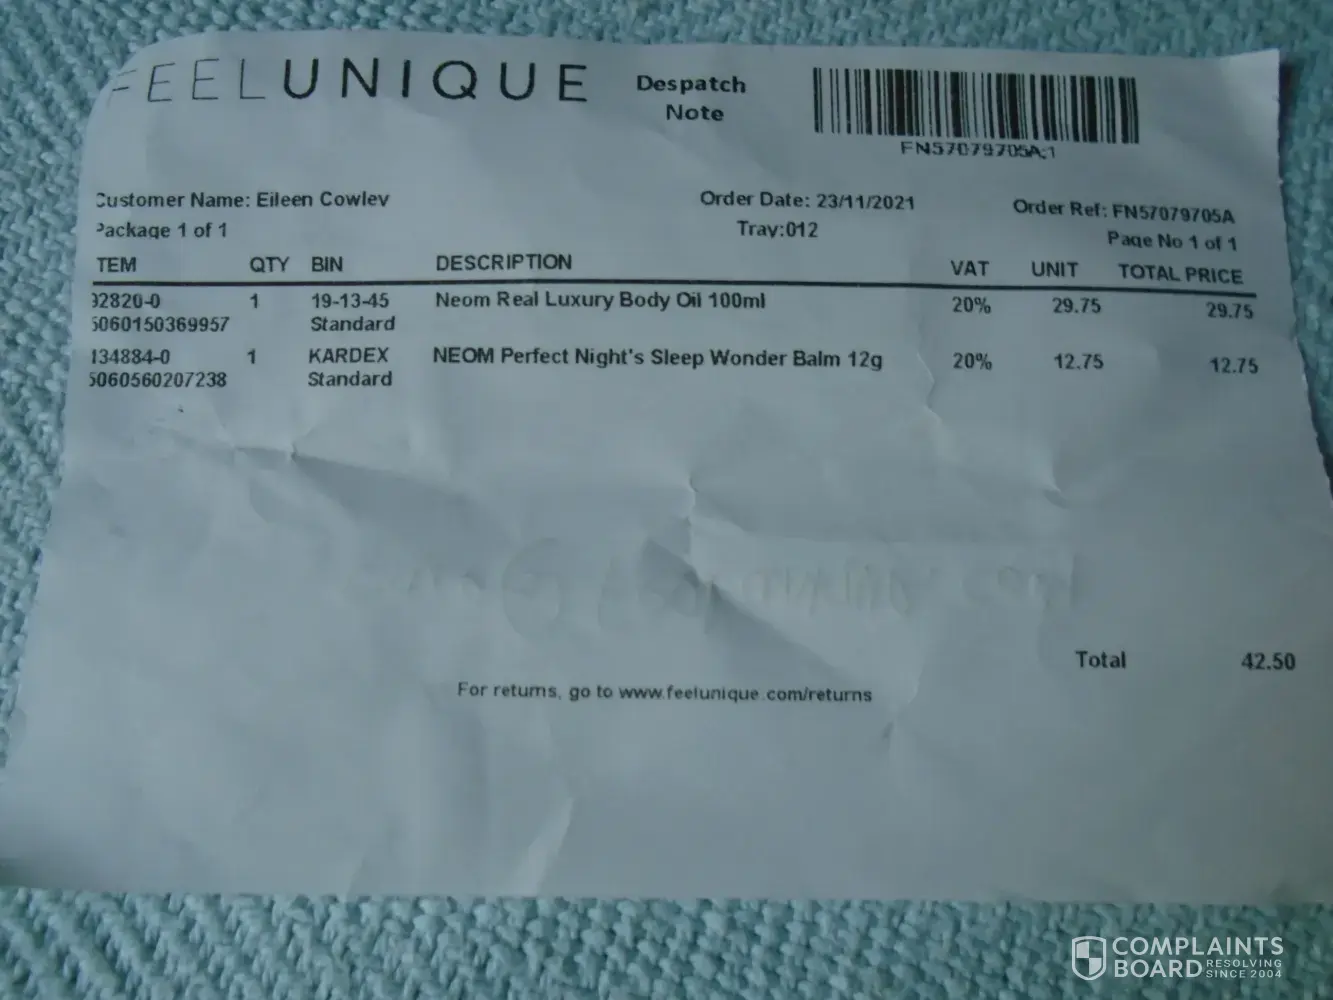 FEELUNIQUE
Despatch
Note
FN57079705A;1
Customer Name: Eileen Cowley
Order Date: 23/11/2021
Order Ref: FN57079705A
Package 1 of 1
Tray:012
Page No 1 of 1
TEM QTY BIN DESCRIPTION VAT UNIT TOTAL PRICE
92820-0 1 19-13-45 Neom Real Luxury Body Oil 100ml 20% 29.75 29.75
5060150369957 Standard
134884-0 1 KARDEX NEOM Perfect Night's Sleep Wonder Balm 12g 20% 12.75 12.75
5060560207238 Standard
Total 42.50
For returns, go to www.feelunique.com/returns
COMPLAINTS
BOARD RESOLVING
SINCE 2004